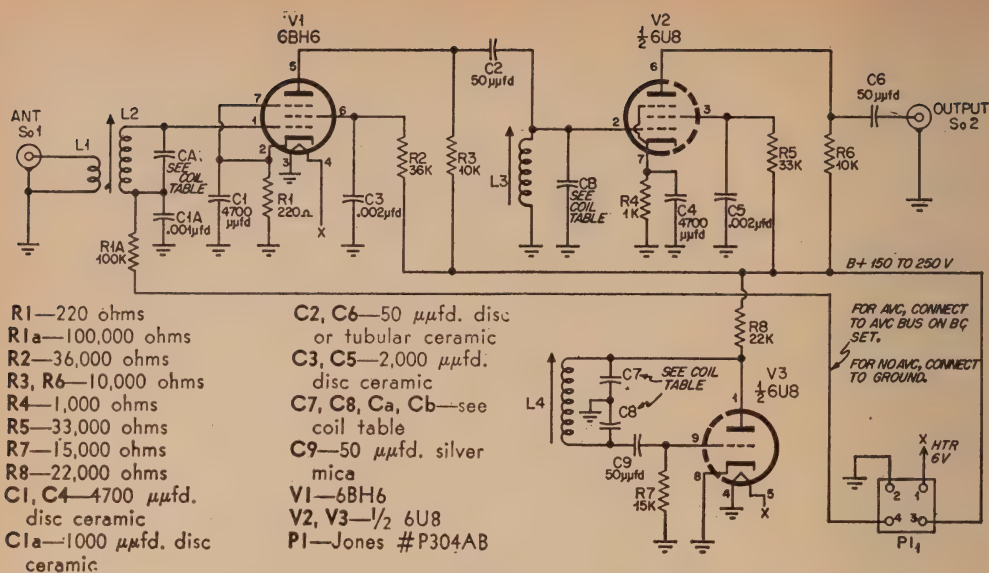 V1
6BH6
V2
½ 6U8
5
7
1
2
3
4
6
C2
50μμfd
6
2
3
7
C6
50μμfd
OUTPUT
So2
ANT
So1
L1
L2
CA
SEE
COIL
TABLE
C1A
.001μfd
R1A
100K
C1
4700
μμfd
R1
220Ω
C3
.002μfd
R2
36K
R3
10K
L3
CB
SEE
COIL
TABLE
R4
1K
C4
4700
μμfd
C5
.002μfd
R5
33K
R6
10K
B+ 150 TO 250 V
FOR AVC, CONNECT
TO AVC BUS ON BC
SET.
FOR NO AVC, CONNECT
TO GROUND.
R8
22K
V3
½ 6U8
L4
C7
SEE COIL
TABLE
C8
C9
50μμfd
R7
15K
1
9
8
4
5
X
X
X
HTR
6V
2
1
4
3
P1₁
R1—220 ohms
R1a—100,000 ohms
R2—36,000 ohms
R3, R6—10,000 ohms
R4—1,000 ohms
R5—33,000 ohms
R7—15,000 ohms
R8—22,000 ohms
C1, C4—4700 μμfd.
disc ceramic
C1a—1000 μμfd. disc
ceramic
C2, C6—50 μμfd. disc
or tubular ceramic
C3, C5—2,000 μμfd.
disc ceramic
C7, C8, Ca, Cb—see
coil table
C9—50 μμfd. silver
mica
V1—6BH6
V2, V3—½ 6U8
P1—Jones #P304AB